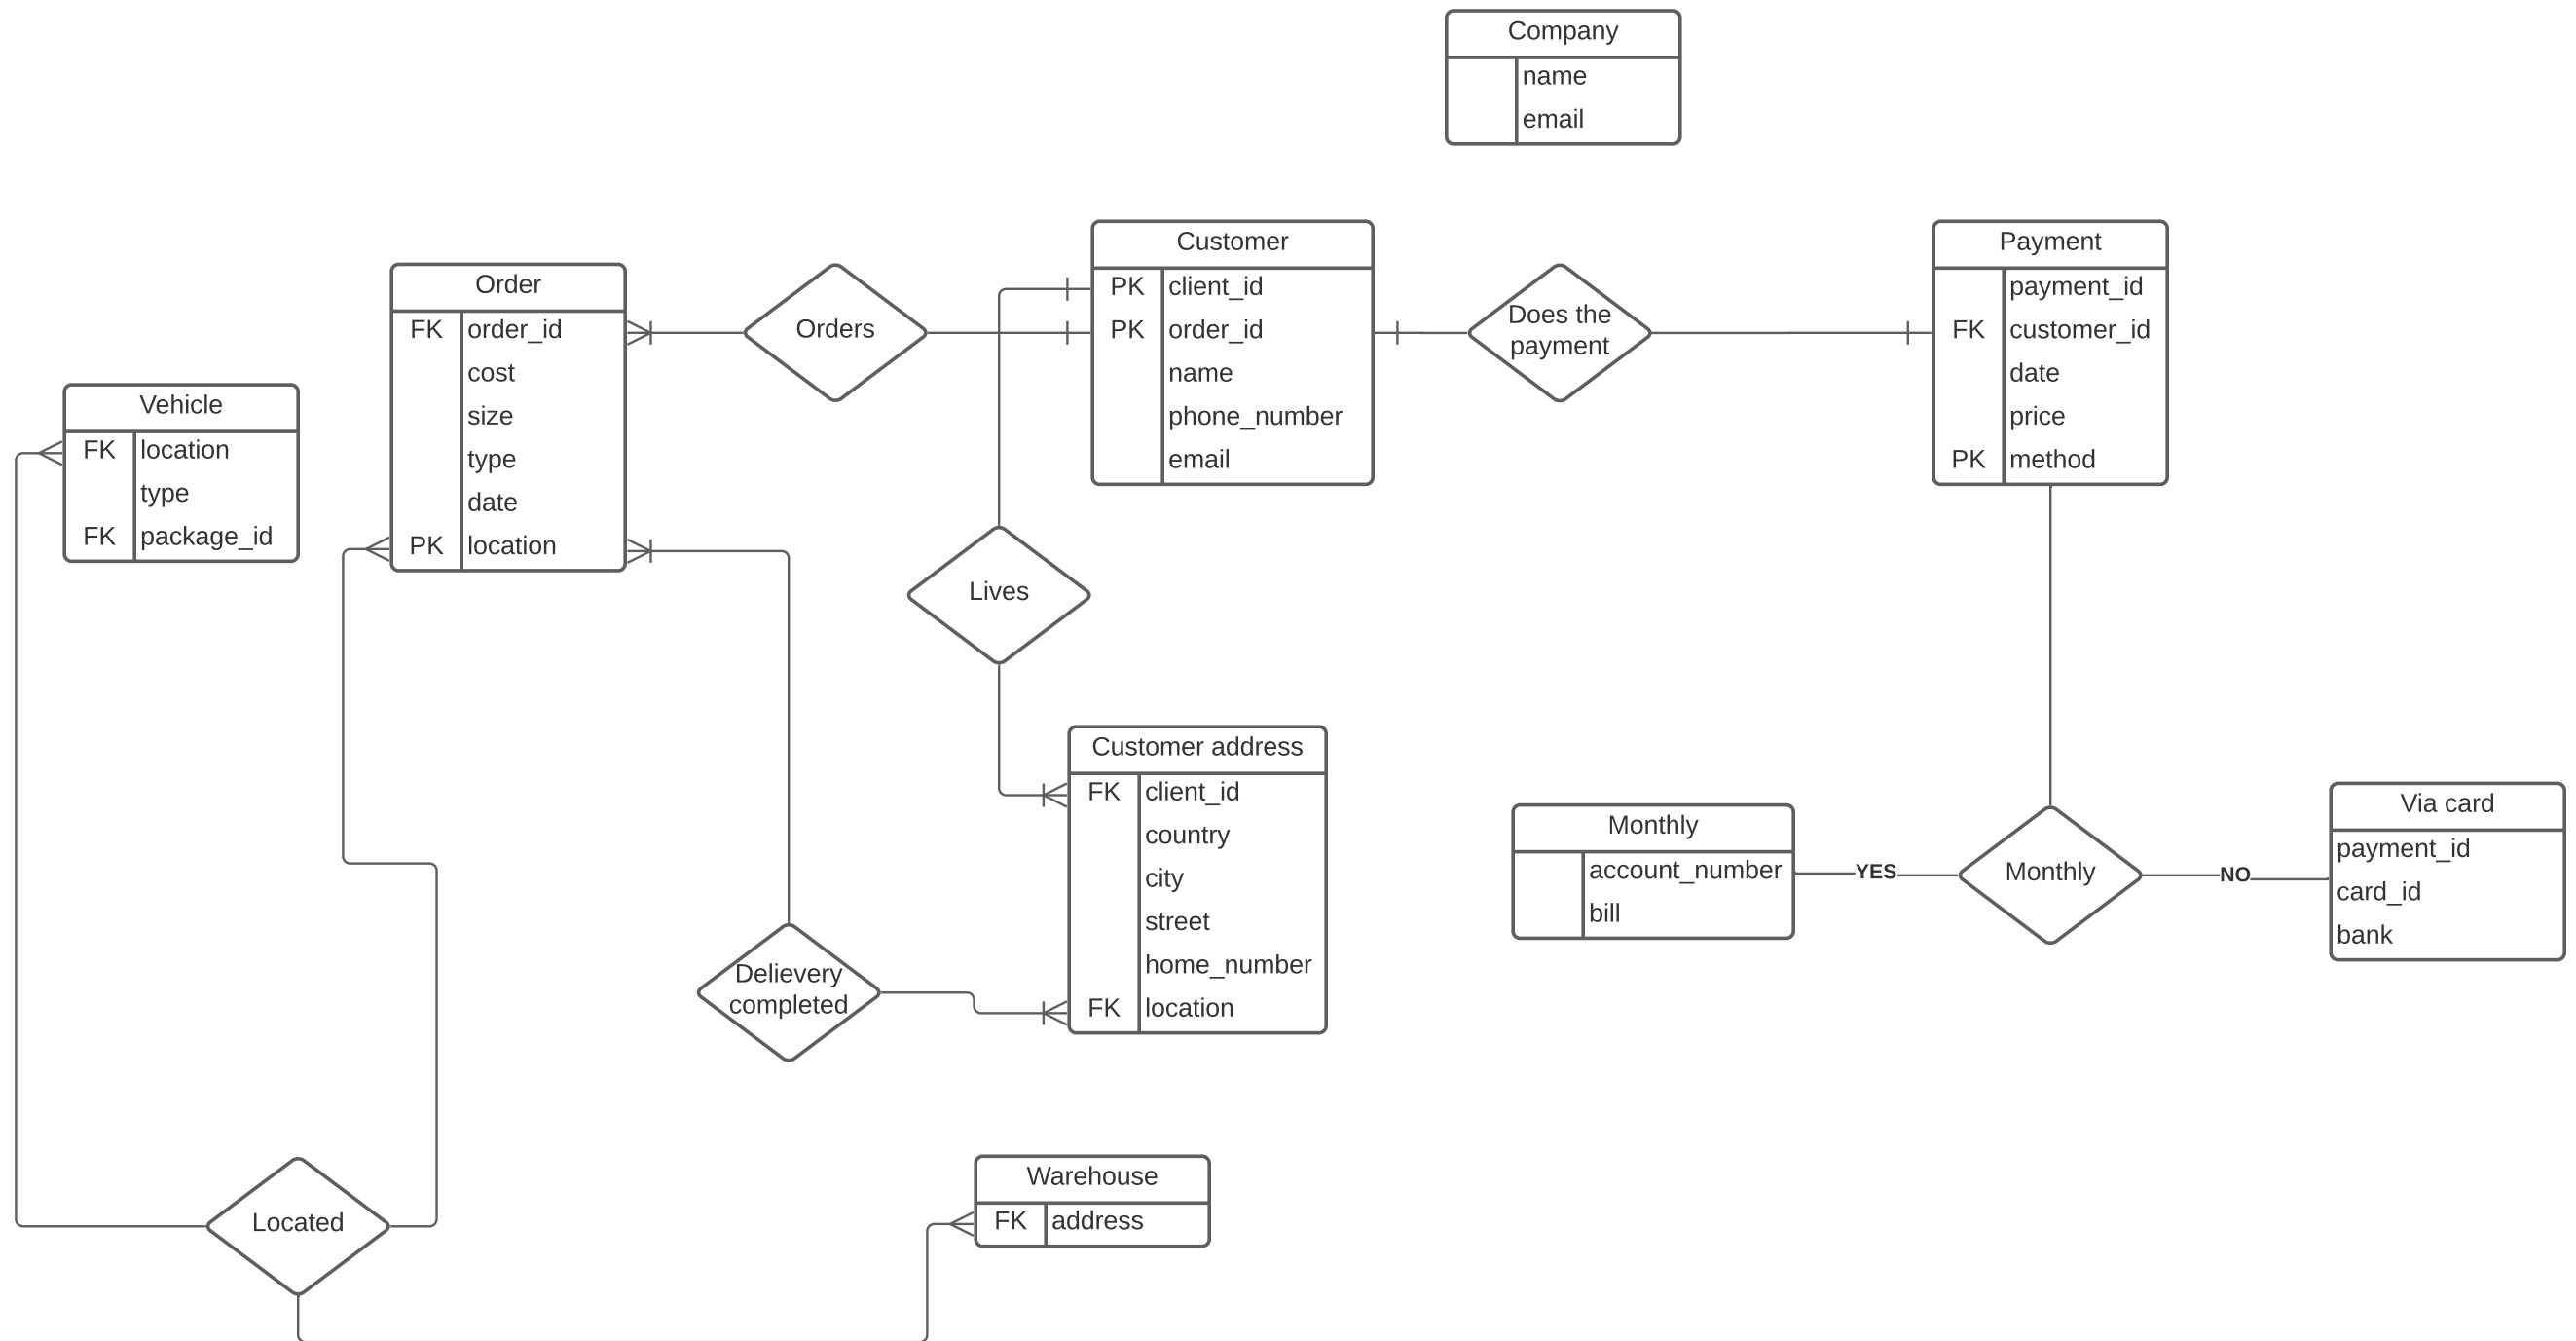 Company
name
email
Customer
PK client_id
PK order_id
name
phone_number
email
Payment
payment_id
FK customer_id
date
price
PK method
Order
FK order_id
cost
size
type
date
PK location
Orders
Does the
payment
Vehicle
FK location
type
FK package_id
Lives
Customer address
FK client_id
country
city
street
home_number
FK location
Monthly
account_number
bill
YES
Monthly
NO
Via card
payment_id
card_id
bank
Delievery
completed
Located
Warehouse
FK address